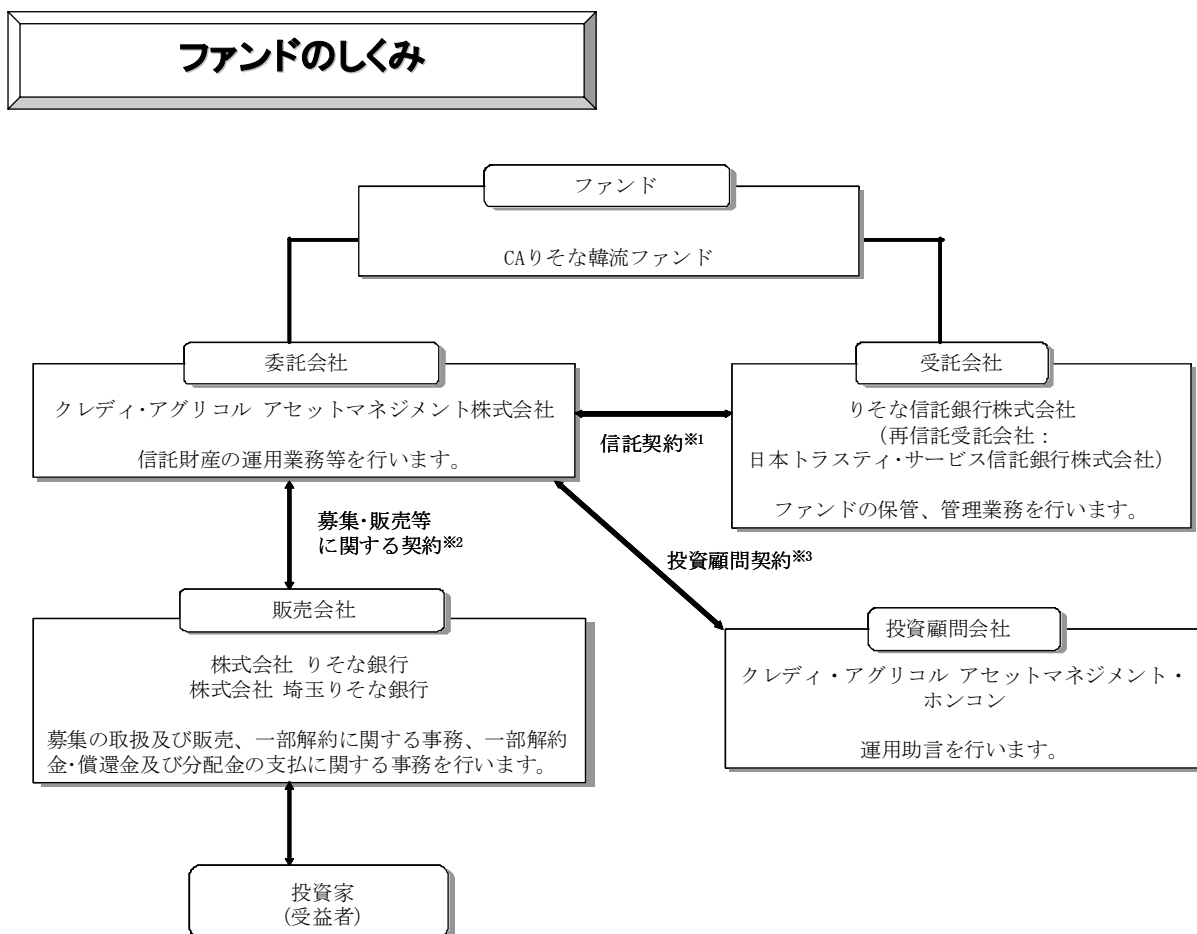 ファンドのしくみ
ファンド
CAりそな韓流ファンド
委託会社
クレディ・アグリコル アセットマネジメント株式会社
信託財産の運用業務等を行います。
信託契約※1
受託会社
りそな信託銀行株式会社
(再信託受託会社：
日本トラスティ・サービス信託銀行株式会社)
ファンドの保管、管理業務を行います。
募集・販売等
に関する契約※2
投資顧問契約※3
販売会社
株式会社 りそな銀行
株式会社 埼玉りそな銀行
募集の取扱及び販売、一部解約に関する事務、一部解約
金・償還金及び分配金の支払に関する事務を行います。
投資顧問会社
クレディ・アグリコル アセットマネジメント・
ホンコン
運用助言を行います。
投資家
(受益者)